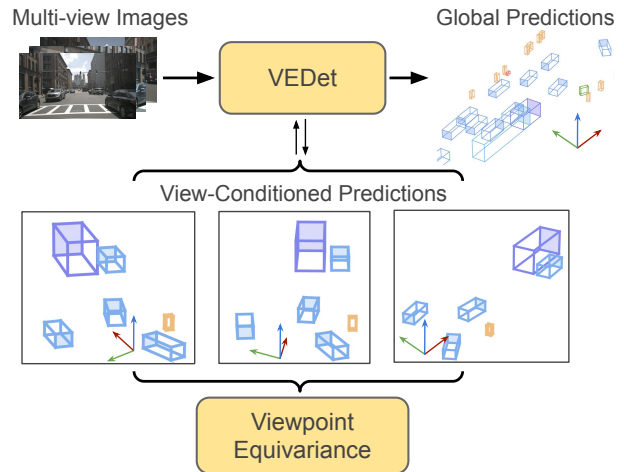 Multi-view Images
Global Predictions
VEDet
View-Conditioned Predictions
Viewpoint
Equivariance